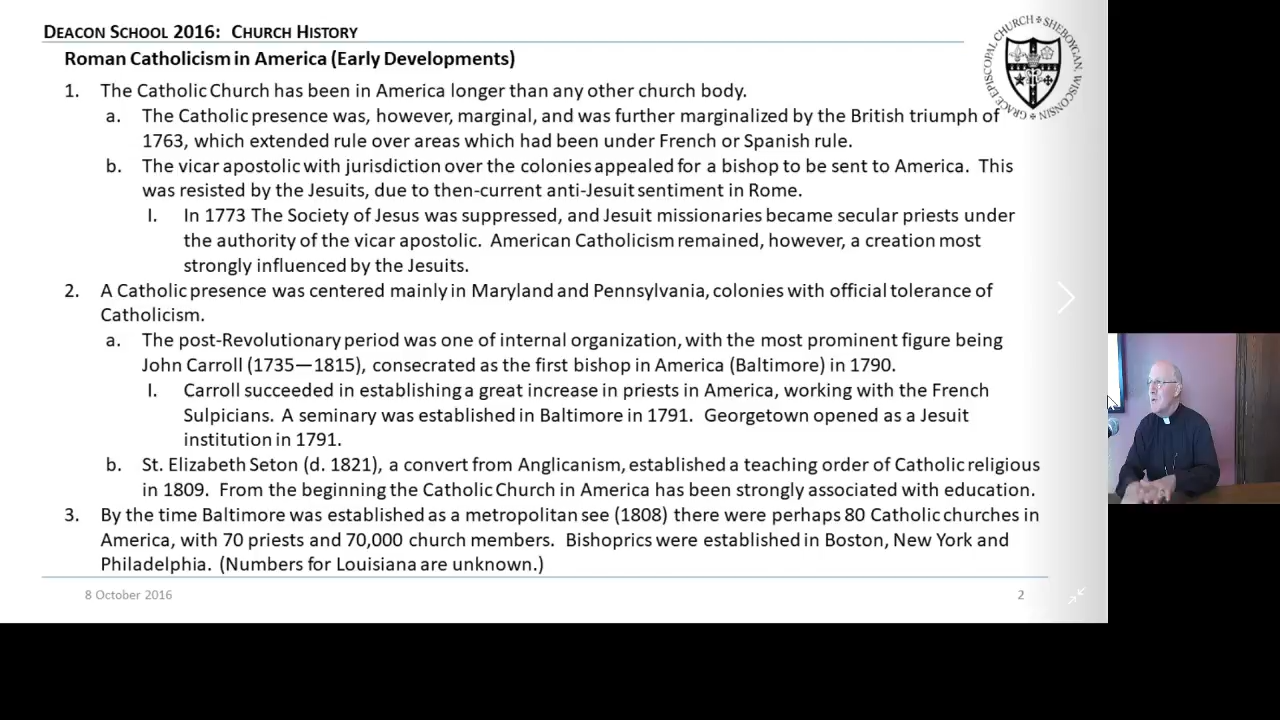 DEACON SCHOOL 2016: CHURCH HISTORY
Roman Catholicism in America (Early Developments)
1. The Catholic Church has been in America longer than any other church body.
a. The Catholic presence was, however, marginal, and was further marginalized by the British triumph of
1763, which extended rule over areas which had been under French or Spanish rule.
b. The vicar apostolic with jurisdiction over the colonies appealed for a bishop to be sent to America. This
was resisted by the Jesuits, due to then-current anti-Jesuit sentiment in Rome.
I. In 1773 The Society of Jesus was suppressed, and Jesuit missionaries became secular priests under
the authority of the vicar apostolic. American Catholicism remained, however, a creation most
strongly influenced by the Jesuits.
2. A Catholic presence was centered mainly in Maryland and Pennsylvania, colonies with official tolerance of
Catholicism.
a. The post-Revolutionary period was one of internal organization, with the most prominent figure being
John Carroll (1735—1815), consecrated as the first bishop in America (Baltimore) in 1790.
I. Carroll succeeded in establishing a great increase in priests in America, working with the French
Sulpicians. A seminary was established in Baltimore in 1791. Georgetown opened as a Jesuit
institution in 1791.
b. St. Elizabeth Seton (d. 1821), a convert from Anglicanism, established a teaching order of Catholic religious
in 1809. From the beginning the Catholic Church in America has been strongly associated with education.
3. By the time Baltimore was established as a metropolitan see (1808) there were perhaps 80 Catholic churches in
America, with 70 priests and 70,000 church members. Bishoprics were established in Boston, New York and
Philadelphia. (Numbers for Louisiana are unknown.)
8 October 2016
2
GRACE EPISCOPAL CHURCH SHEBOYGAN, WISCONSIN